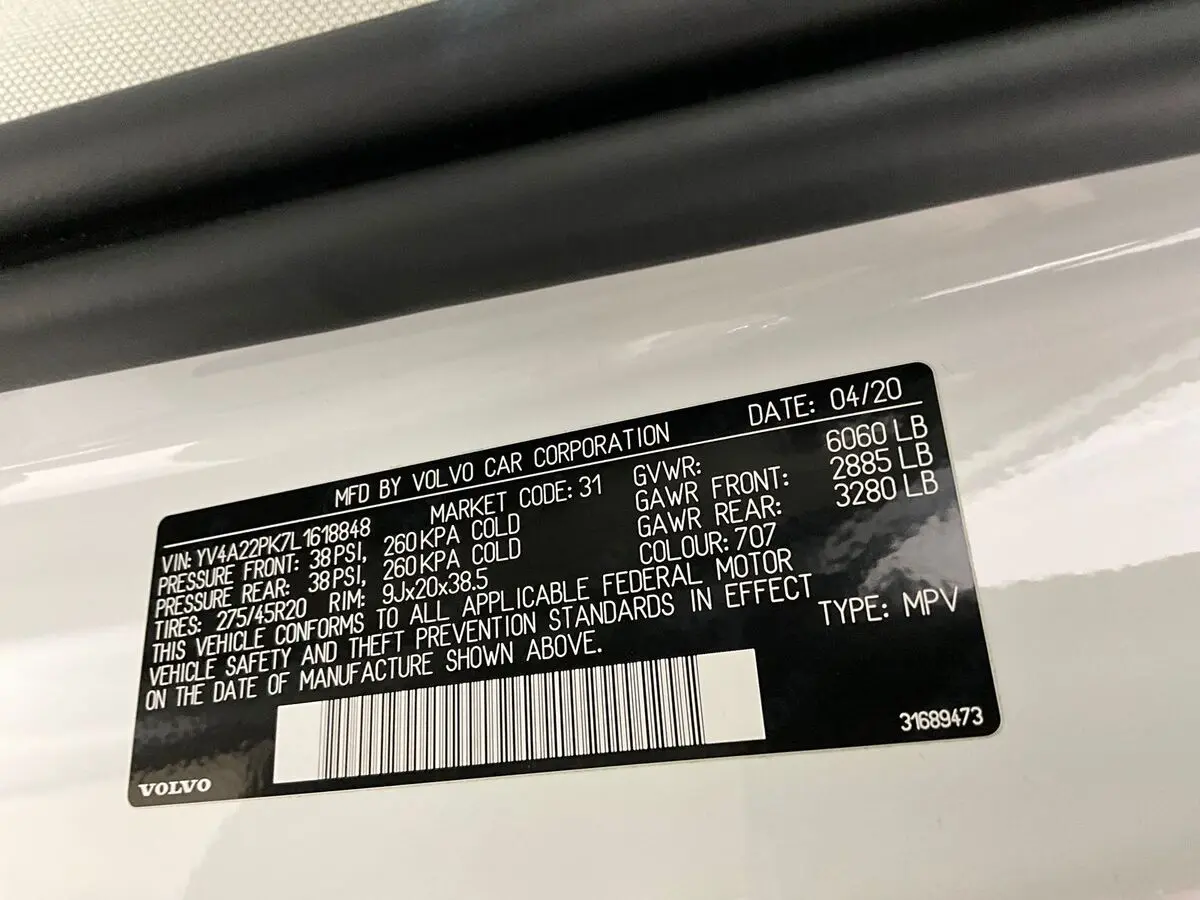 MFD BY VOLVO CAR CORPORATION DATE: 04/20
VIN: YV4A22PK7L1618848 MARKET CODE: 31 GVWR: 6060 LB
PRESSURE FRONT: 38 PSI, 260 KPA COLD GAWR FRONT: 2885 LB
PRESSURE REAR: 38 PSI, 260 KPA COLD GAWR REAR: 3280 LB
TIRES: 275/45R20 RIM: 9Jx20x38.5 COLOUR: 707
THIS VEHICLE CONFORMS TO ALL APPLICABLE FEDERAL MOTOR
VEHICLE SAFETY AND THEFT PREVENTION STANDARDS IN EFFECT
ON THE DATE OF MANUFACTURE SHOWN ABOVE. TYPE: MPV
VOLVO 31689473